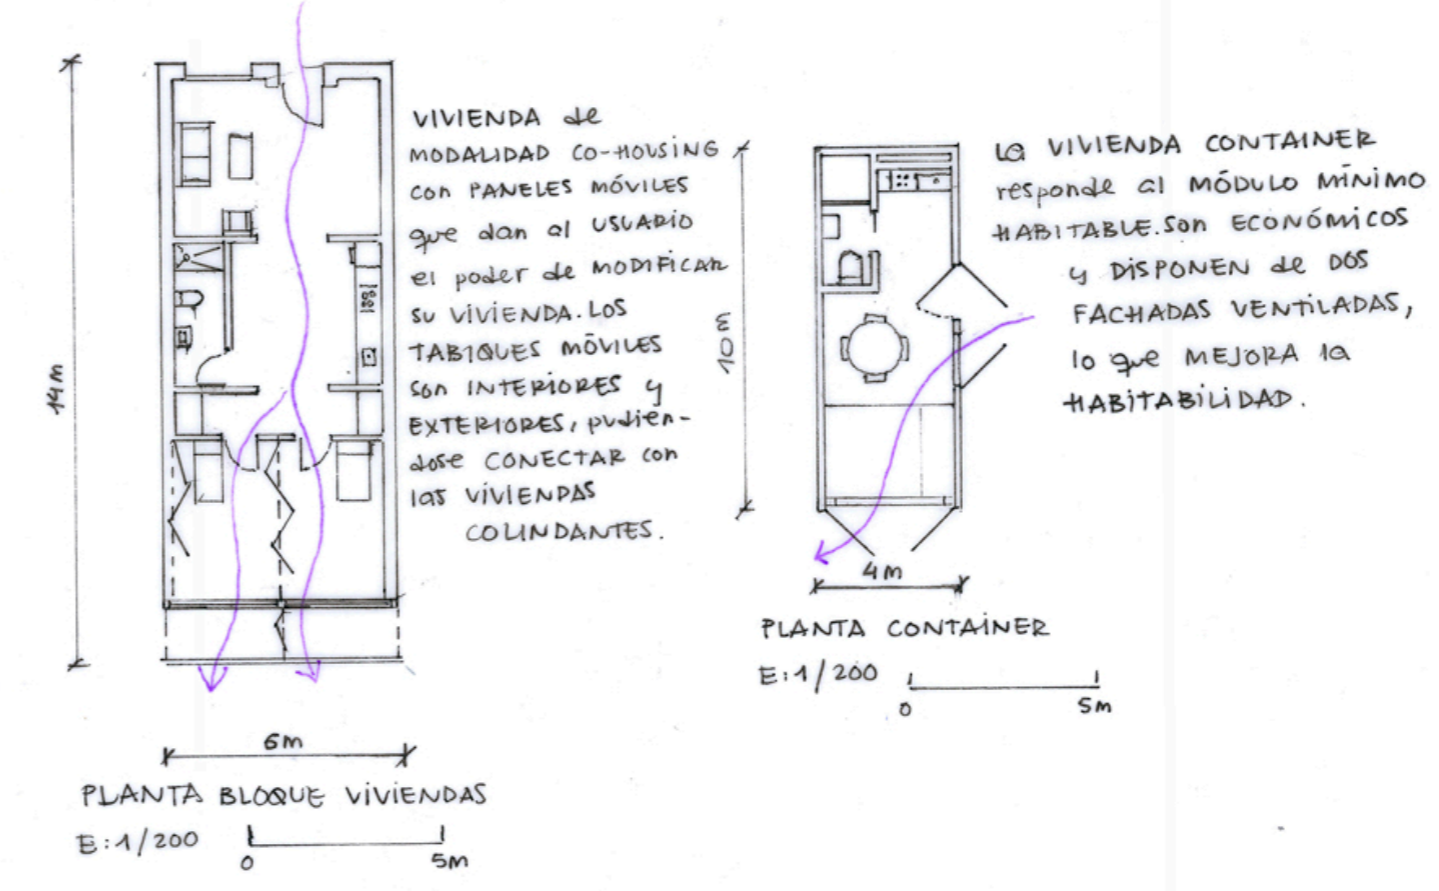 14m
VIVIENDA de
MODALIDAD CO-HOUSING
con PANELES MÓVILES
que dan al USUARIO
el poder de MODIFICAR
su VIVIENDA. LOS
TABIQUES MÓVILES
son INTERIORES y
EXTERIORES, pudien-
dose CONECTAR con
las VIVIENDAS
COLINDANTES.
6m
PLANTA BLOQUE VIVIENDAS
E:1/200
0 5m
10m
La VIVIENDA CONTAINER
responde al MÓDULO MÍNIMO
HABITABLE. Son ECONÓMICOS
y DISPONEN de DOS
FACHADAS VENTILADAS,
lo que MEJORA la
HABITABILIDAD.
4m
PLANTA CONTAINER
E:1/200
0 5m